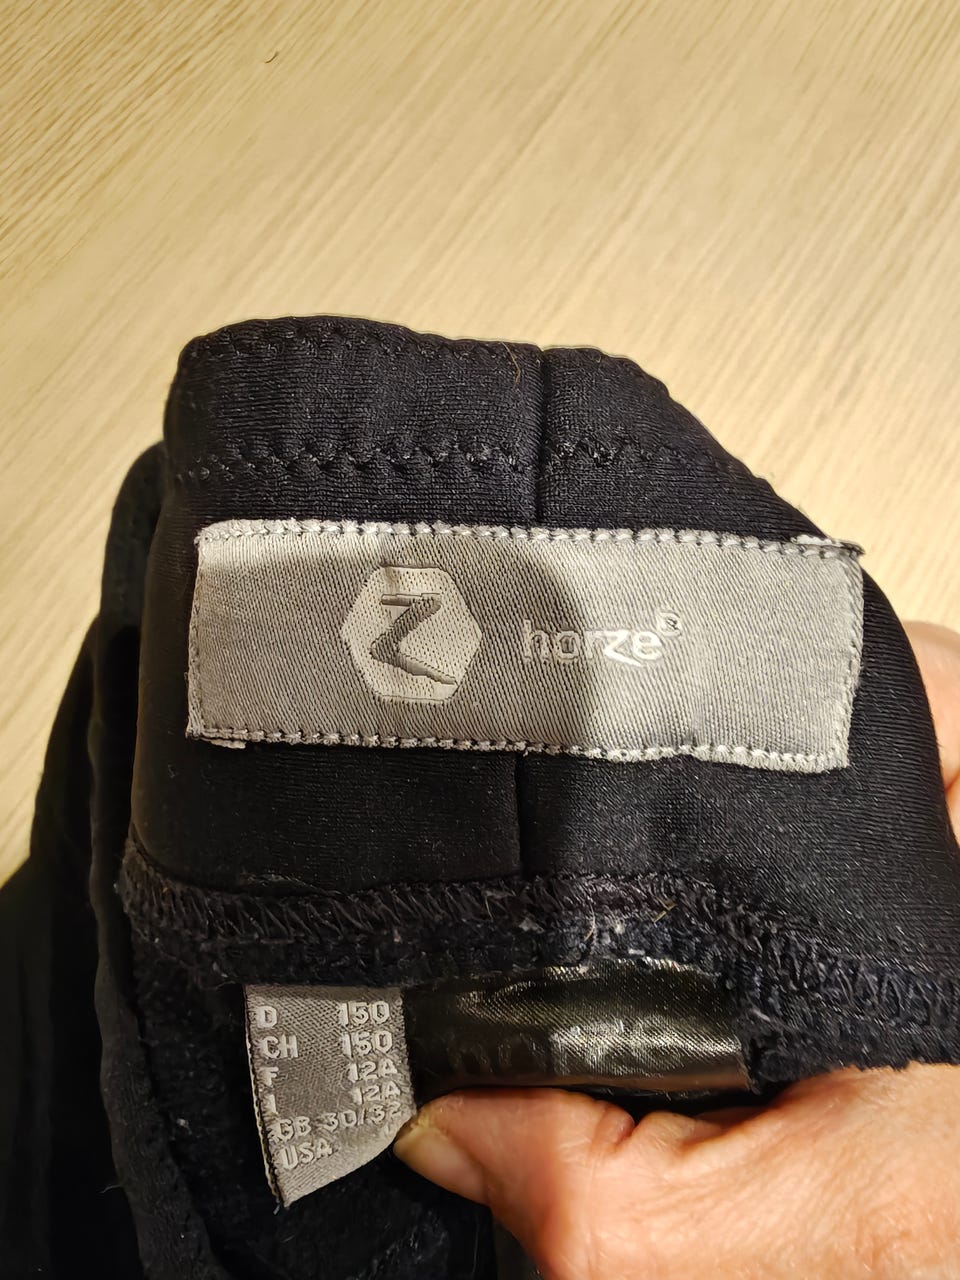 horze®
D 150
CH 150
F 12A
I 12A
GB 30/32
USA